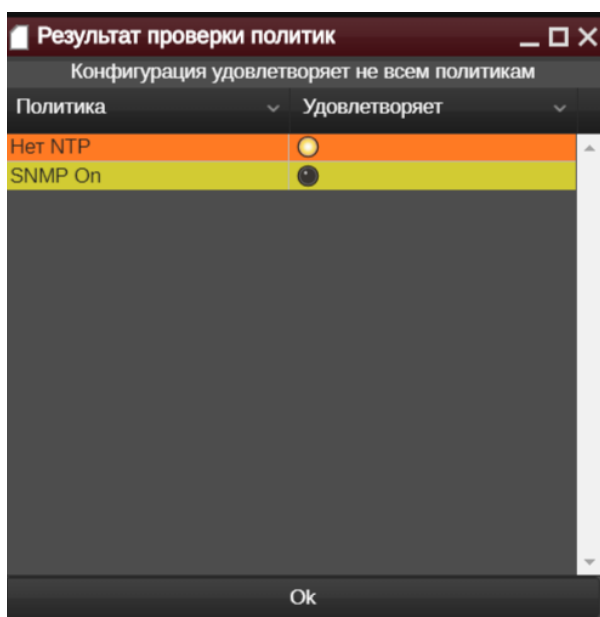 Результат проверки политик
Конфигурация удовлетворяет не всем политикам
Политика Удовлетворяет
Нет NTP
SNMP On
Ok